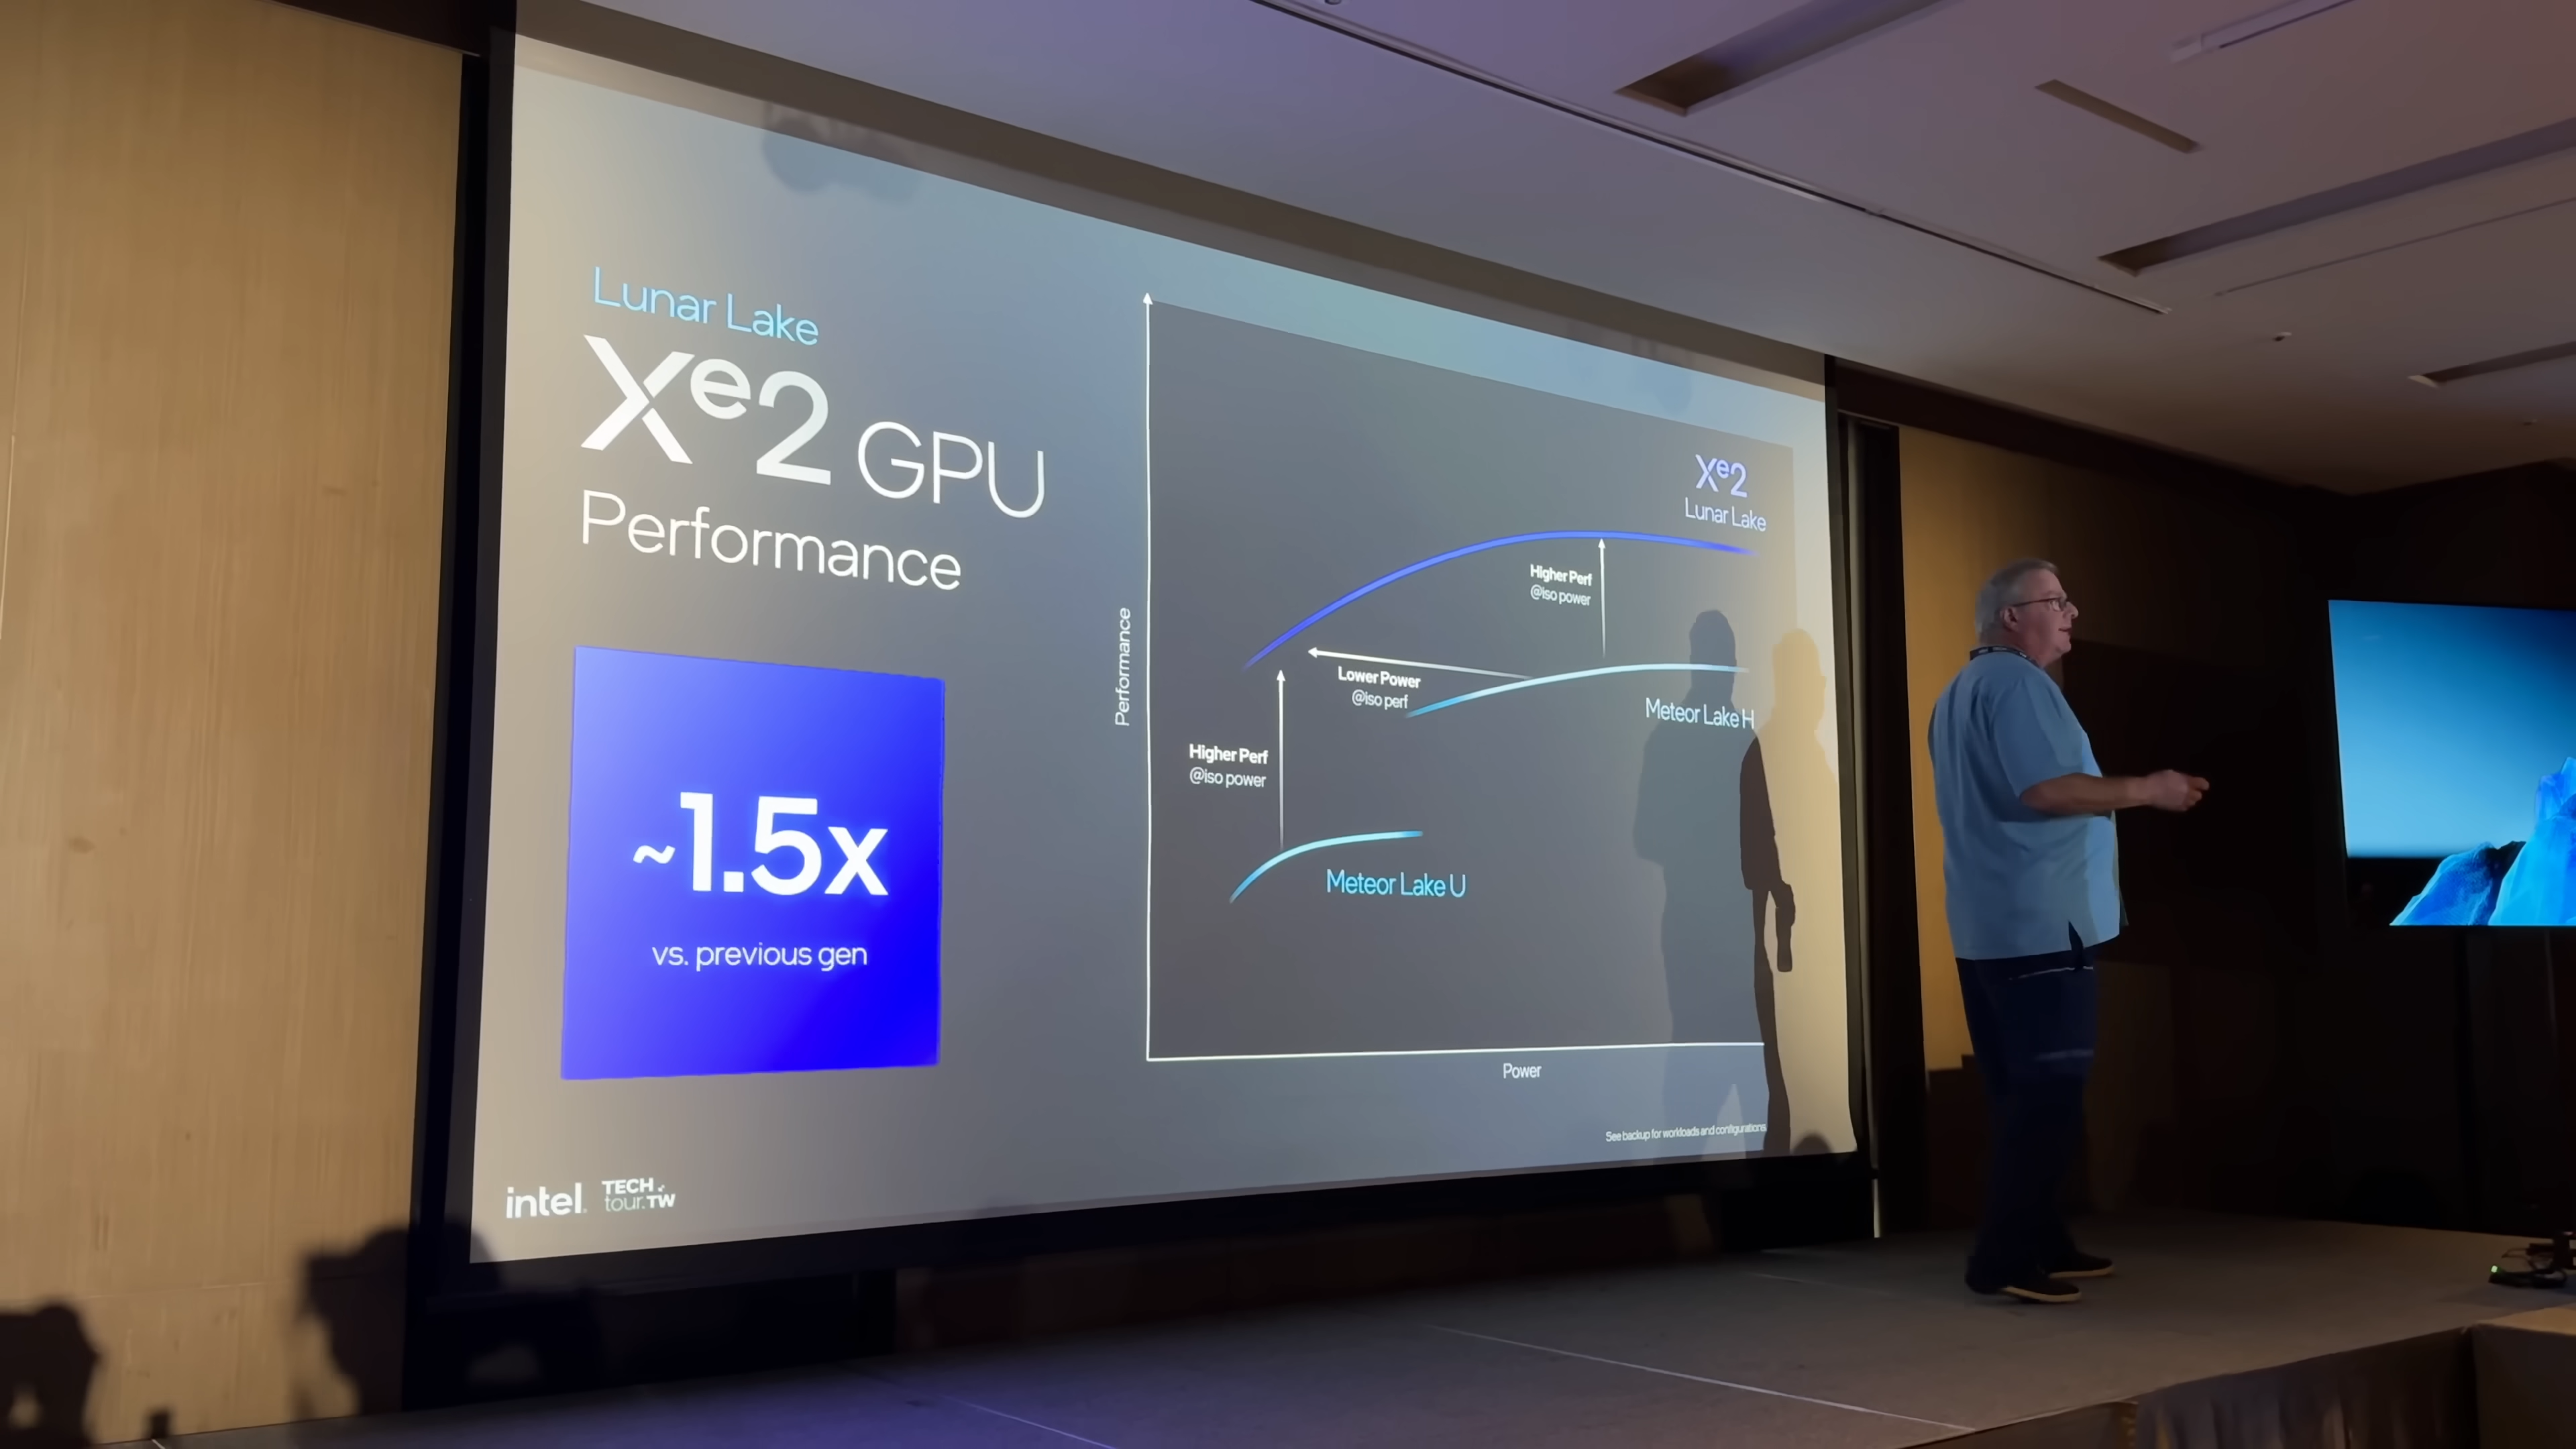 Lunar Lake
Xe2 GPU
Performance
~1.5x
vs. previous gen
intel.
TECH
tour.TW
Performance
Xe2
Lunar Lake
Higher Perf
@iso power
Lower Power
@iso perf
Meteor Lake H
Higher Perf
@iso power
Meteor Lake U
Power
See backup for workloads and configurations